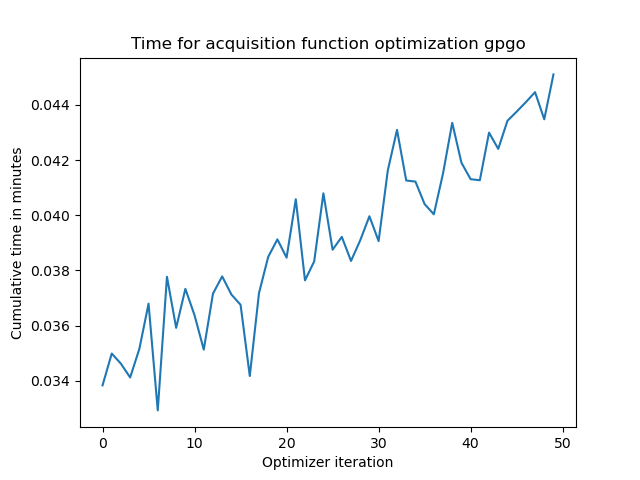 Time for acquisition function optimization gpgo
0.044
0.042
0.040
0.038
0.036
0.034
Cumulative time in minutes
0 10 20 30 40 50
Optimizer iteration